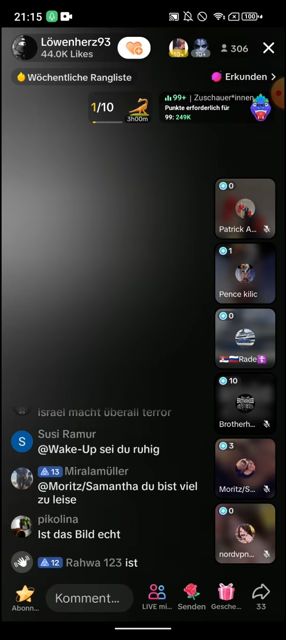 21:15
100+
Löwenherz93
44.0K Likes
10+
10+
306
Wöchentliche Rangliste
Erkunden
1/10
3h00m
99+ | Zuschauer*innen
Punkte erforderlich für
99: 249K
0
Patrick A...
1
Pence kilic
0
Rade
10
Brotherh...
3
Moritz/S...
0
nordvpn...
Israel macht überall terror
S
Susi Ramur
@Wake-Up sei du ruhig
13 Miralamüller
@Moritz/Samantha du bist viel
zu leise
pikolina
Ist das Bild echt
12 Rahwa 123 ist
Abonn...
Komment...
LIVE mi...
Senden
Gesche...
33